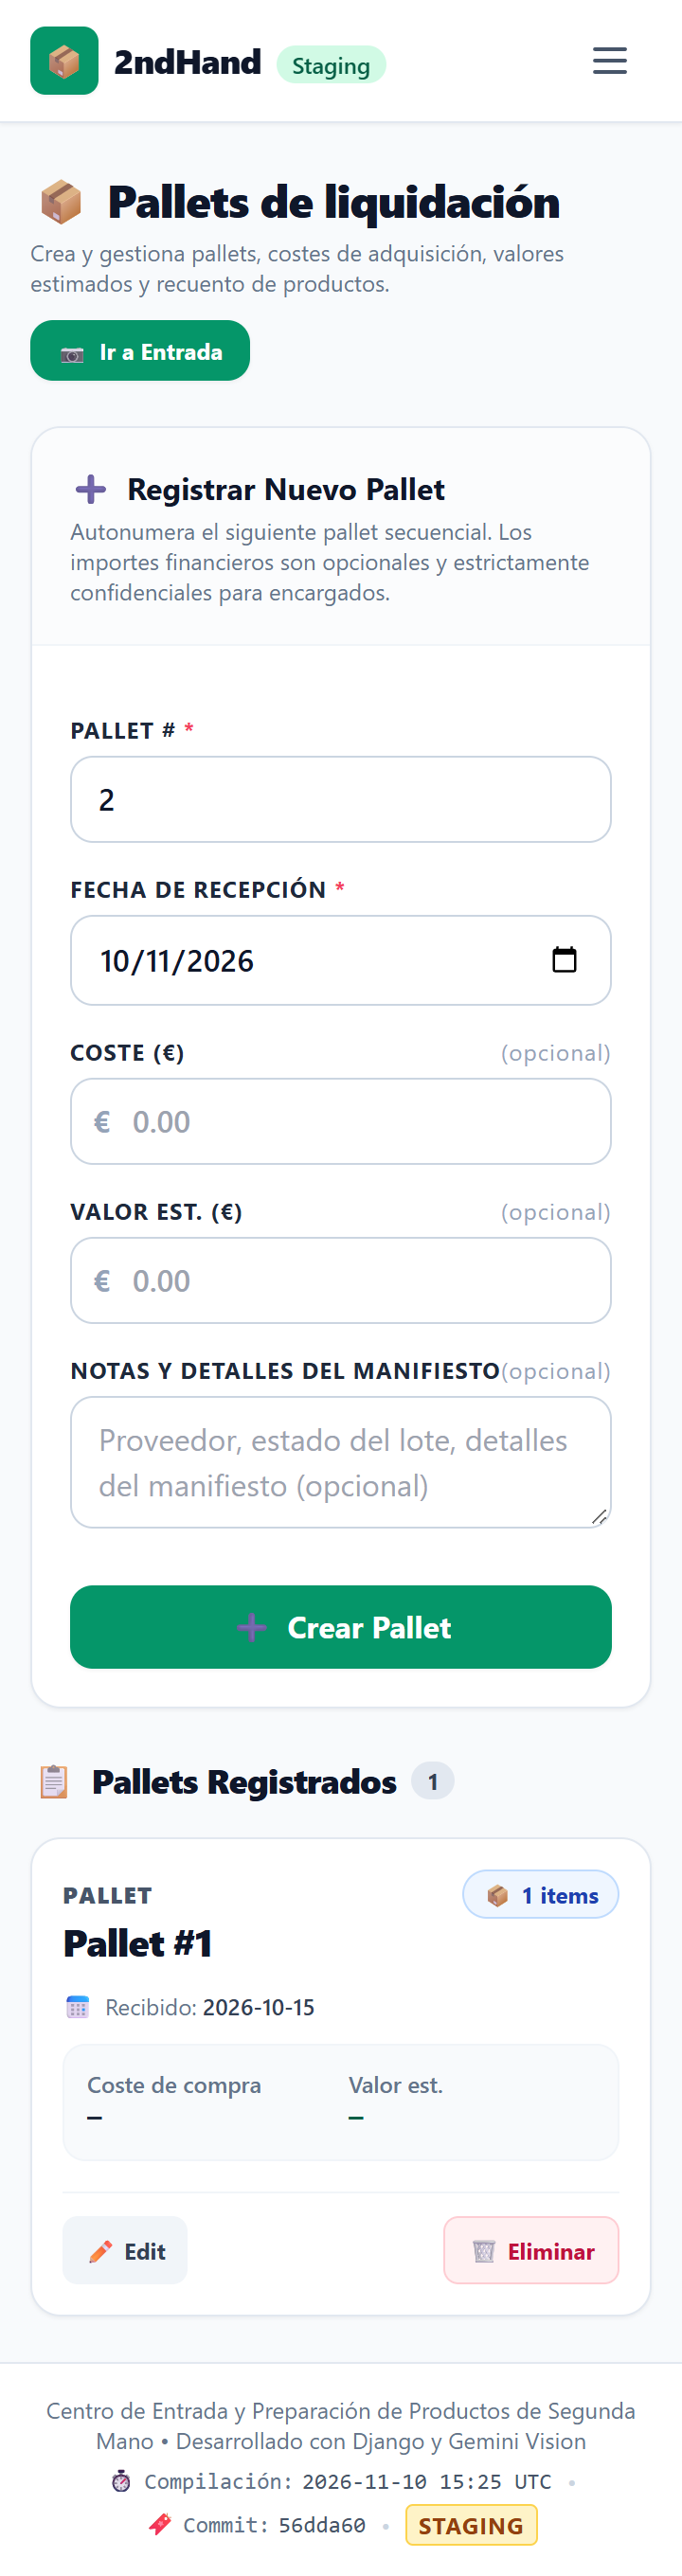 2ndHand Staging
Pallets de liquidación
Crea y gestiona pallets, costes de adquisición, valores
estimados y recuento de productos.
Ir a Entrada
Registrar Nuevo Pallet
Autonumera el siguiente pallet secuencial. Los
importes financieros son opcionales y estrictamente
confidenciales para encargados.
PALLET # *
2
FECHA DE RECEPCIÓN *
10/11/2026
COSTE (€) (opcional)
€ 0.00
VALOR EST. (€) (opcional)
€ 0.00
NOTAS Y DETALLES DEL MANIFIESTO(opcional)
Proveedor, estado del lote, detalles
del manifiesto (opcional)
Crear Pallet
Pallets Registrados 1
PALLET 1 items
Pallet #1
Recibido: 2026-10-15
Coste de compra Valor est.
– –
Edit Eliminar
Centro de Entrada y Preparación de Productos de Segunda
Mano • Desarrollado con Django y Gemini Vision
Compilación: 2026-11-10 15:25 UTC •
Commit: 56dda60 • STAGING